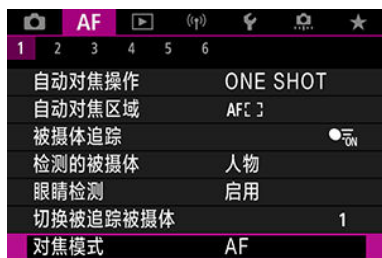 AF
1 2 3 4 5 6
自动对焦操作 ONE SHOT
自动对焦区域 AF[ ]
被摄体追踪 ON
检测的被摄体 人物
眼睛检测 启用
切换被追踪被摄体 1
对焦模式 AF